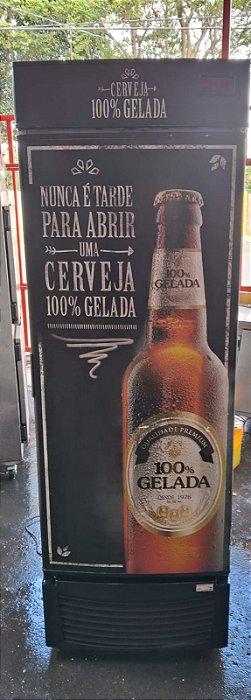 CERVEJA
100% GELADA
NUNCA É TARDE
PARA ABRIR
UMA
CERVEJA
100% GELADA
100%
GELADA
QUALIDADE PREMIUM
100%
GELADA
DESDE 1976